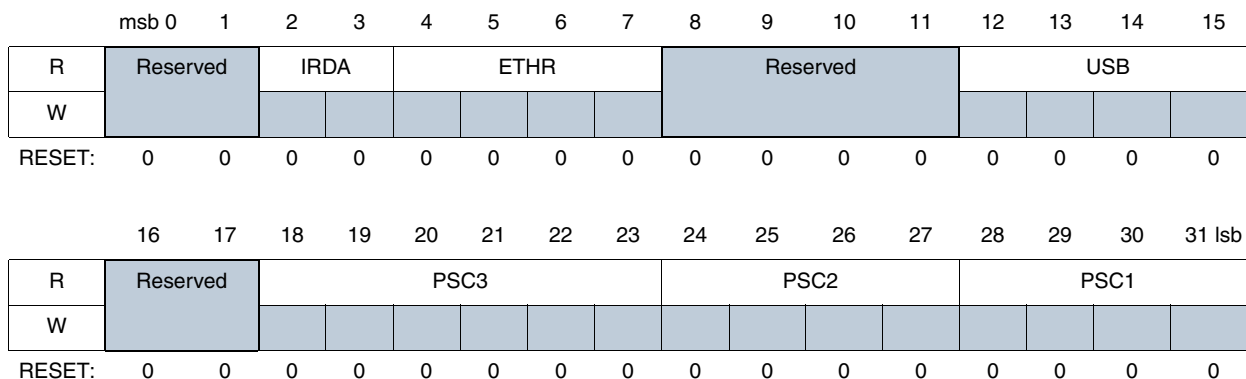 msb 0 1 2 3 4 5 6 7 8 9 10 11 12 13 14 15
R Reserved IRDA ETHR Reserved USB
W
RESET: 0 0 0 0 0 0 0 0 0 0 0 0 0 0 0 0
16 17 18 19 20 21 22 23 24 25 26 27 28 29 30 31 lsb
R Reserved PSC3 PSC2 PSC1
W
RESET: 0 0 0 0 0 0 0 0 0 0 0 0 0 0 0 0